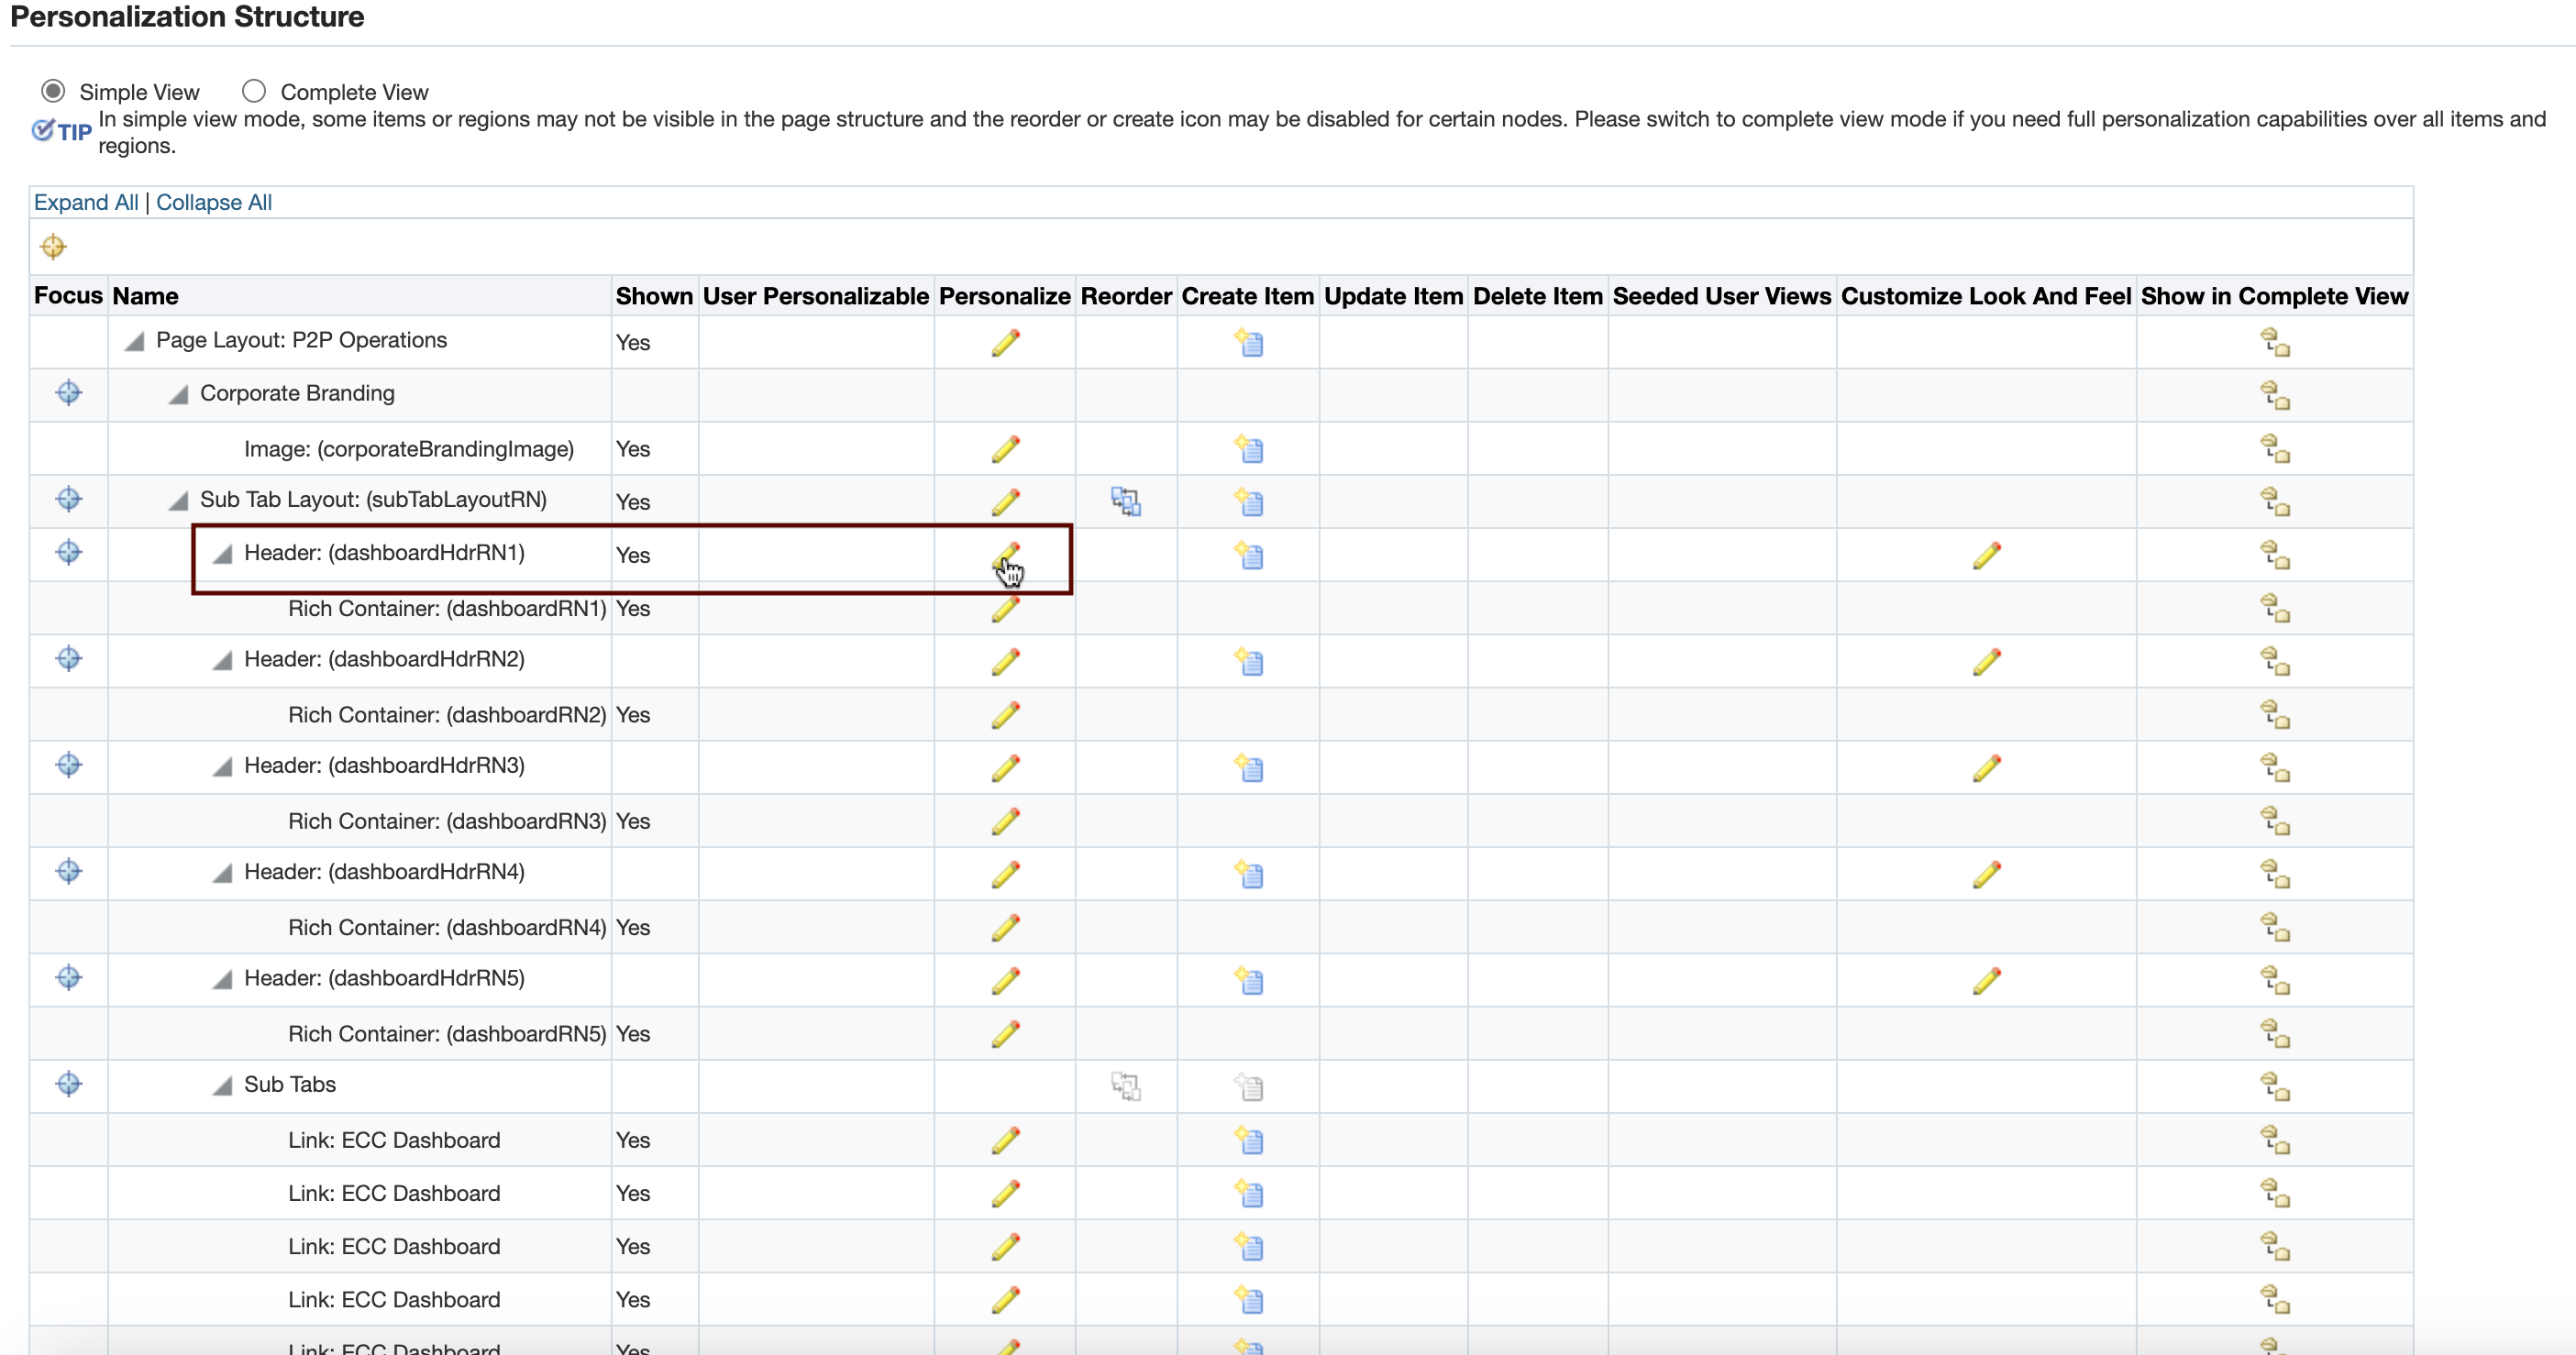 Personalization Structure
Simple View Complete View
TIP In simple view mode, some items or regions may not be visible in the page structure and the reorder or create icon may be disabled for certain nodes. Please switch to complete view mode if you need full personalization capabilities over all items and
regions.
Expand All | Collapse All
Focus Name Shown User Personalizable Personalize Reorder Create Item Update Item Delete Item Seeded User Views Customize Look And Feel Show in Complete View
Page Layout: P2P Operations Yes
Corporate Branding
Image: (corporateBrandingImage) Yes
Sub Tab Layout: (subTabLayoutRN) Yes
Header: (dashboardHdrRN1) Yes
Rich Container: (dashboardRN1) Yes
Header: (dashboardHdrRN2)
Rich Container: (dashboardRN2) Yes
Header: (dashboardHdrRN3)
Rich Container: (dashboardRN3) Yes
Header: (dashboardHdrRN4)
Rich Container: (dashboardRN4) Yes
Header: (dashboardHdrRN5)
Rich Container: (dashboardRN5) Yes
Sub Tabs
Link: ECC Dashboard Yes
Link: ECC Dashboard Yes
Link: ECC Dashboard Yes
Link: ECC Dashboard Yes
Link: ECC Dashboard Yes